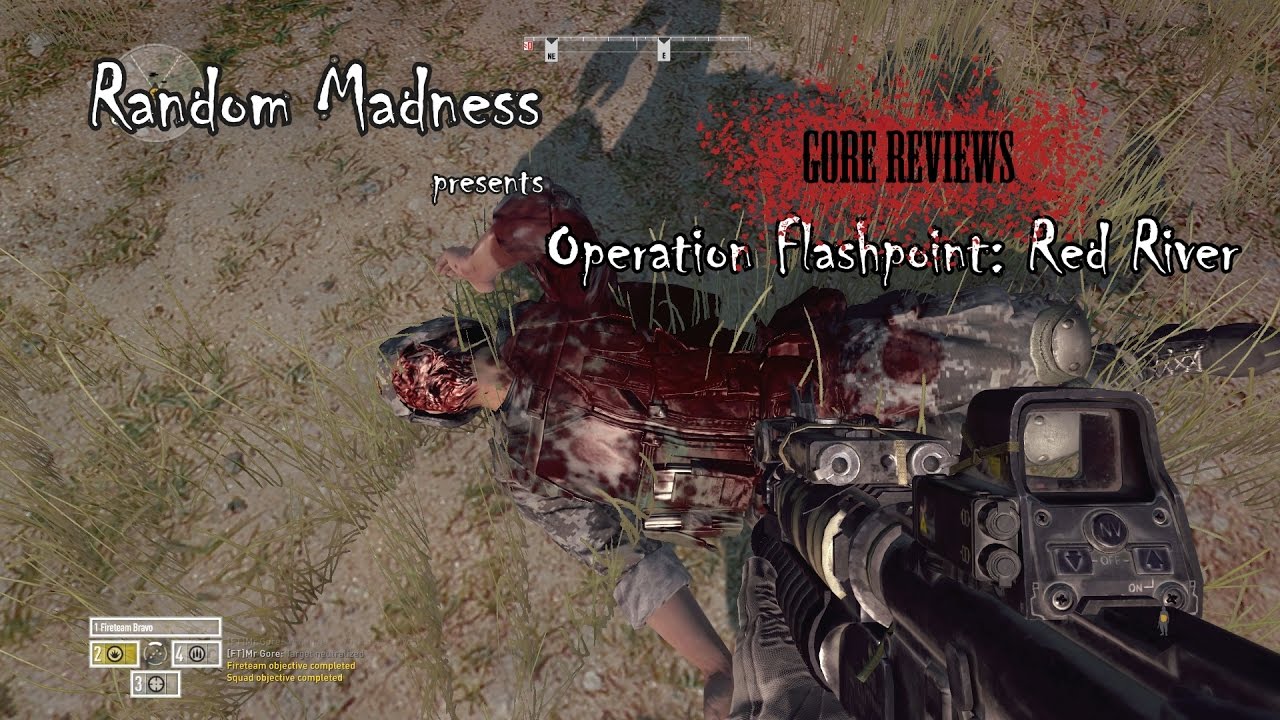 NE
E
Random Madness
GORE REVIEWS
presents
Operation Flashpoint: Red River
NV
OFF
ON
1 Fireteam Bravo
2
4
3
[FT]Mr Gore: Target neutralized
Fireteam objective completed
Squad objective completed